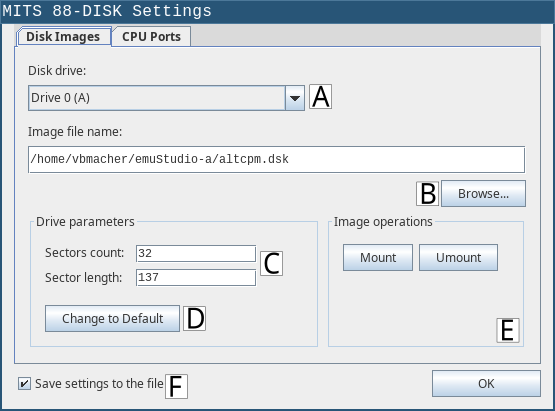 MITS 88-DISK Settings
Disk Images CPU Ports
Disk drive:
Drive 0 (A) A
Image file name:
/home/vbmacher/emuStudio-a/altcpm.dsk
B Browse...
Drive parameters Image operations
Sectors count: 32
C
Mount Umount
Sector length: 137
Change to Default D
E
Save settings to the file F OK